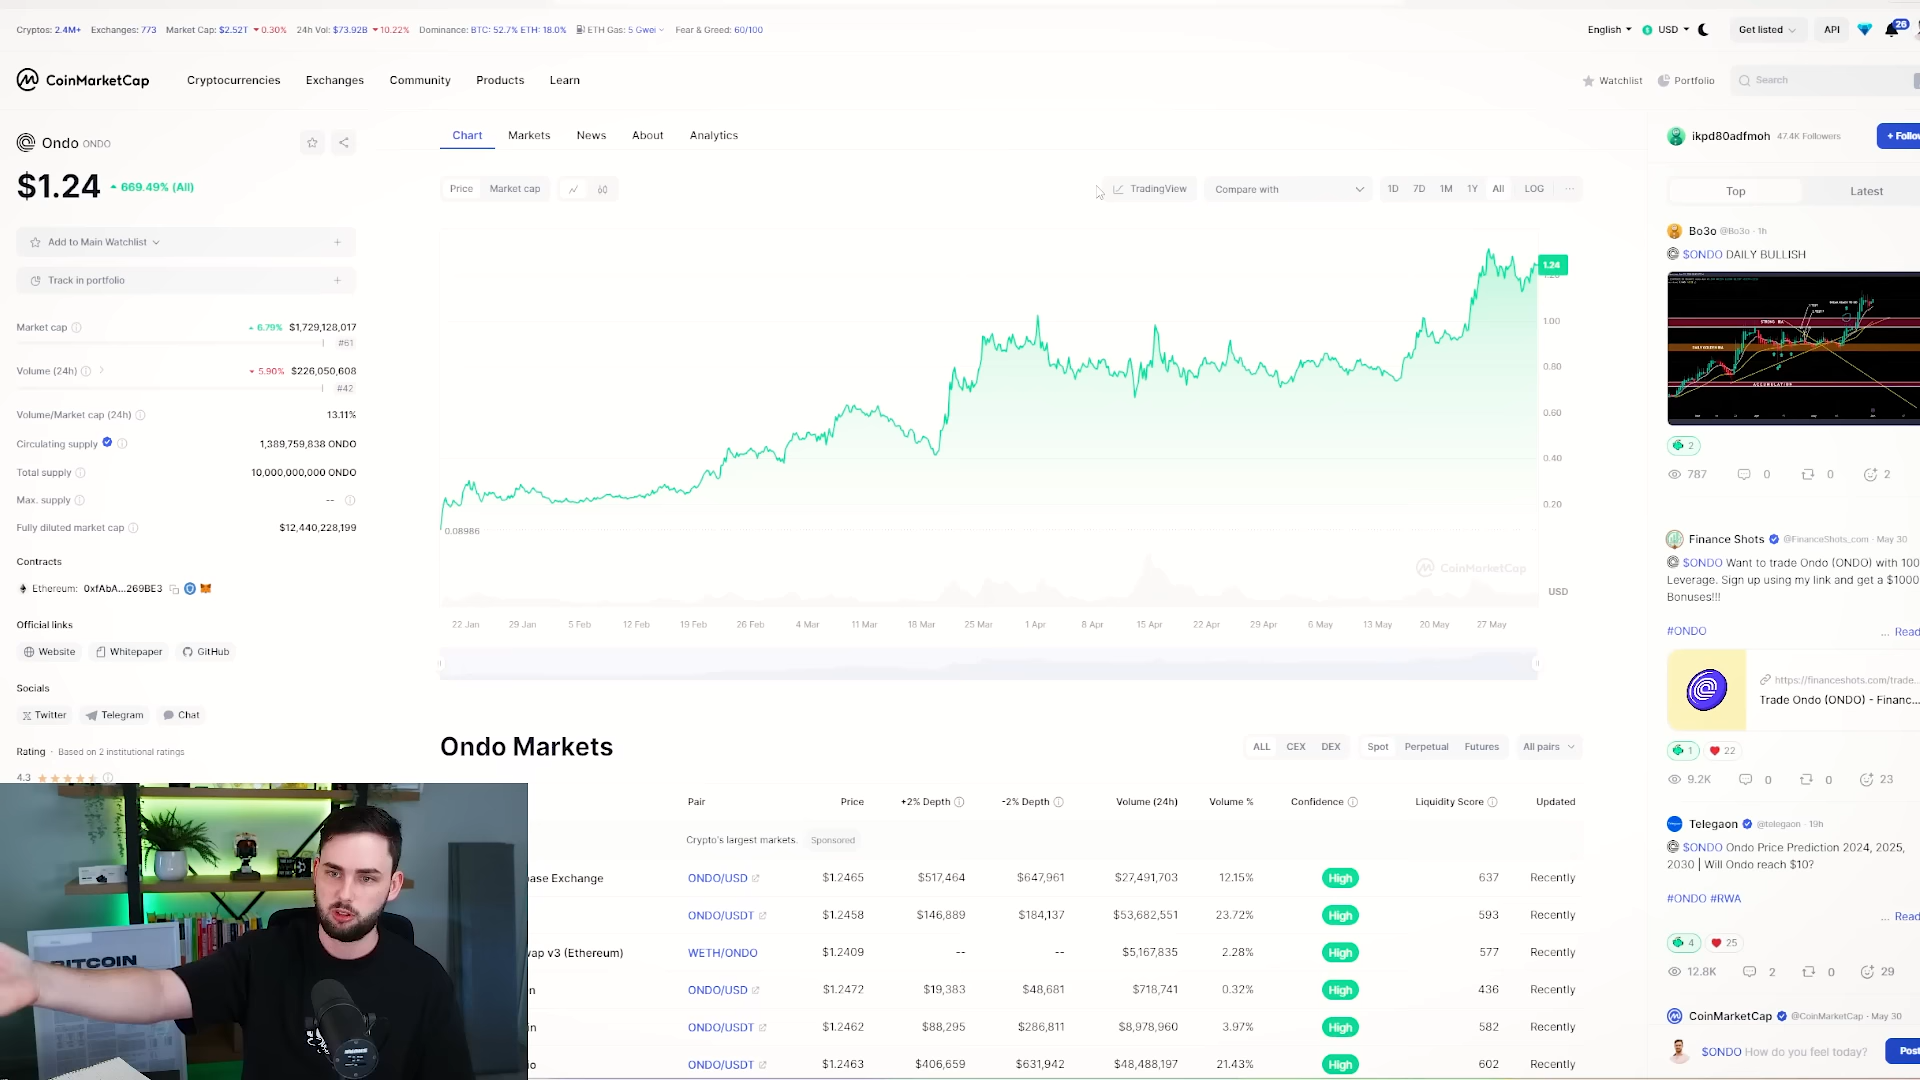 Cryptos: 2.4M+ Exchanges: 773 Market Cap: $2.52T 0.30% 24h Vol: $73.92B 10.22% Dominance: BTC: 52.7% ETH: 18.0% ETH Gas: 5 Gwei Fear & Greed: 60/100
English USD Get listed API 26
CoinMarketCap Cryptocurrencies Exchanges Community Products Learn Watchlist Portfolio Search
Ondo ONDO
$1.24 669.49% (All)
Add to Main Watchlist +
Track in portfolio +
Market cap 6.79% $1,729,128,017
#61
Volume (24h) 5.90% $226,050,608
#42
Volume/Market cap (24h) 13.11%
Circulating supply 1,389,759,838 ONDO
Total supply 10,000,000,000 ONDO
Max. supply --
Fully diluted market cap $12,440,228,199
Contracts
Ethereum: 0xfAbA...269BE3
Official links
Website Whitepaper GitHub
Socials
Twitter Telegram Chat
Rating · Based on 2 institutional ratings
4.3
Chart Markets News About Analytics
Price Market cap TradingView Compare with 1D 7D 1M 1Y All LOG ...
1.24
1.00
0.80
0.60
0.40
0.20
0.08986
CoinMarketCap
USD
22 Jan 29 Jan 5 Feb 12 Feb 19 Feb 26 Feb 4 Mar 11 Mar 18 Mar 25 Mar 1 Apr 8 Apr 15 Apr 22 Apr 29 Apr 6 May 13 May 20 May 27 May
Ondo Markets ALL CEX DEX Spot Perpetual Futures All pairs
Pair Price +2% Depth -2% Depth Volume (24h) Volume % Confidence Liquidity Score Updated
Crypto's largest markets. Sponsored
ase Exchange ONDO/USD $1.2465 $517,464 $647,961 $27,491,703 12.15% High 637 Recently
ONDO/USDT $1.2458 $146,889 $184,137 $53,682,551 23.72% High 593 Recently
ap v3 (Ethereum) WETH/ONDO $1.2409 -- -- $5,167,835 2.28% High 577 Recently
n ONDO/USD $1.2472 $19,383 $48,681 $718,741 0.32% High 436 Recently
in ONDO/USDT $1.2462 $88,295 $286,811 $8,978,960 3.97% High 582 Recently
io ONDO/USDT $1.2463 $406,659 $631,942 $48,488,197 21.43% High 602 Recently
ikpd80adfmoh 47.4K Followers + Follow
Top Latest
Bo3o @Bo3o · 1h
$ONDO DAILY BULLISH
STRONG
ACCUMULATION
2
787 0 0 2
Finance Shots @FinanceShots_com · May 30
$ONDO Want to trade Ondo (ONDO) with 100
Leverage. Sign up using my link and get a $1000
Bonuses!!!
#ONDO ... Read
https://financeshots.com/trade...
Trade Ondo (ONDO) - Financ...
1 22
9.2K 0 0 23
Telegaon @telegaon · 19h
$ONDO Ondo Price Prediction 2024, 2025,
2030 | Will Ondo reach $10?
#ONDO #RWA
... Read
4 25
12.8K 2 0 29
CoinMarketCap @CoinMarketCap · May 30
$ONDO How do you feel today? Post
BITCOIN